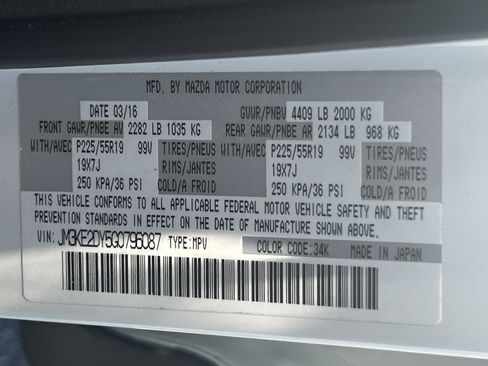 MFD. BY MAZDA MOTOR CORPORATION
DATE 03/16 GVWR/PNBV 4409 LB 2000 KG
FRONT GAWR/PNBE AV 2282 LB 1035 KG REAR GAWR/PNBE AR 2134 LB 968 KG
WITH/AVEC P225/55R19 99V TIRES/PNEUS WITH/AVEC P225/55R19 99V TIRES/PNEUS
19X7J RIMS/JANTES 19X7J RIMS/JANTES
250 KPA/36 PSI COLD/A FROID 250 KPA/36 PSI COLD/A FROID
THIS VEHICLE CONFORMS TO ALL APPLICABLE FEDERAL MOTOR VEHICLE SAFETY AND THEFT
PREVENTION STANDARDS IN EFFECT ON THE DATE OF MANUFACTURE SHOWN ABOVE.
VIN: JM3KE2DY5G0796087 TYPE: MPV COLOR CODE: 34K MADE IN JAPAN